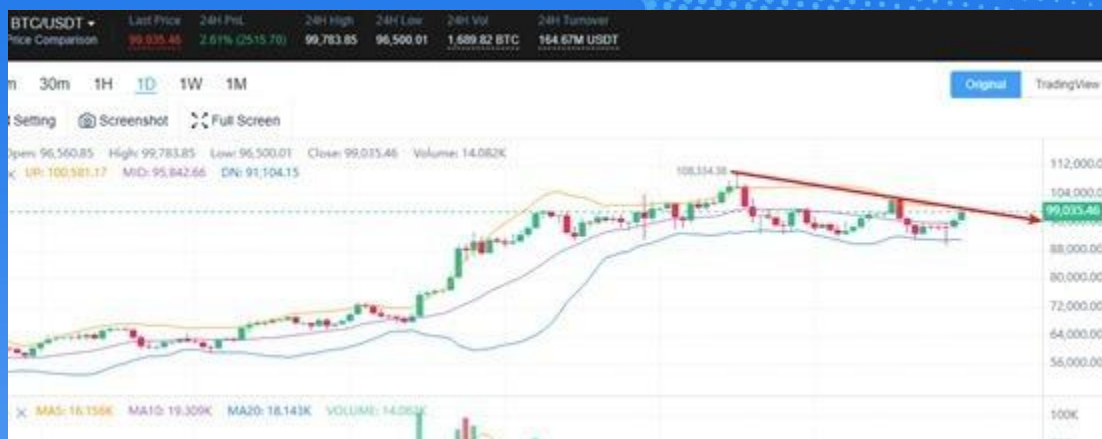 BTC/USDT Last Price 24H PnL 24H High 24H Low 24H Vol 24H Turnover
Price Comparison 99,035.46 2.61% (2515.70) 99,783.85 96,500.01 1,689.82 BTC 164.67M USDT
30m 1H 1D 1W 1M Original TradingView
Setting Screenshot Full Screen
Open: 96,560.85 High: 99,783.85 Low: 96,500.01 Close: 99,035.46 Volume: 14.082K
UP: 100,581.17 MID: 95,842.66 DN: 91,104.15
108,334.38
112,000.0
104,000.0
99,035.46
88,000.00
80,000.00
72,000.00
64,000.00
56,000.00
MA5: 16.156K MA10: 19.309K MA20: 18.143K VOLUME: 14.082K
100K